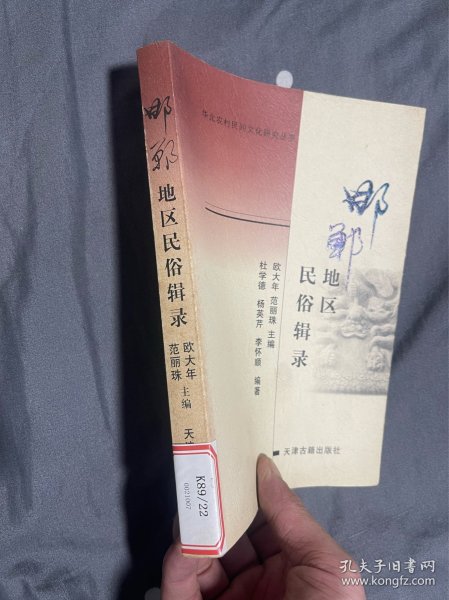 邯郸
地区民俗辑录
欧大年
范丽珠
主编
天
K89/22
0021007
华北农村民间文化研究丛书
欧大年 范丽珠 主编
杜学德 杨英芹 李怀顺 编著
邯郸
地区
民俗辑录
天津古籍出版社
孔夫子旧书网
www.kongfz.com